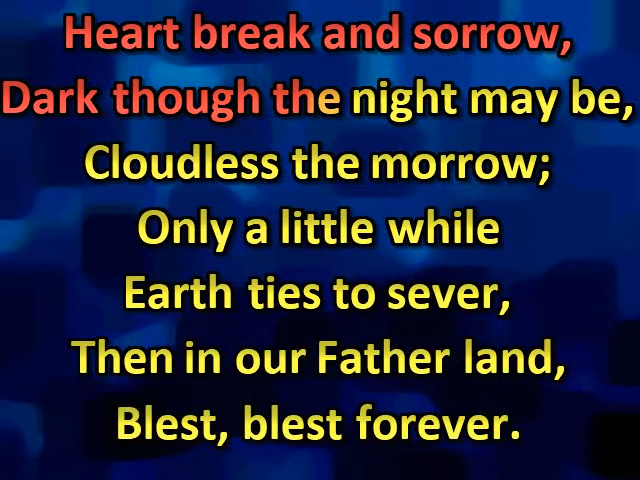 Heart break and sorrow,
Dark though the night may be,
Cloudless the morrow;
Only a little while
Earth ties to sever,
Then in our Father land,
Blest, blest forever.